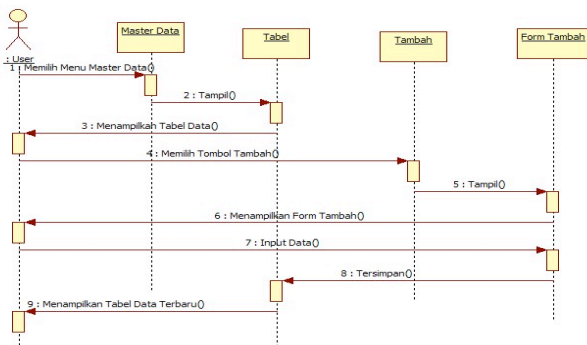 Master Data
Tabel
Tambah
Form Tambah
: User
1 : Memilih Menu Master Data()
2 : Tampil()
3 : Menampilkan Tabel Data()
4 : Memilih Tombol Tambah()
5 : Tampil()
6 : Menampilkan Form Tambah()
7 : Input Data()
8 : Tersimpan()
9 : Menampilkan Tabel Data Terbaru()